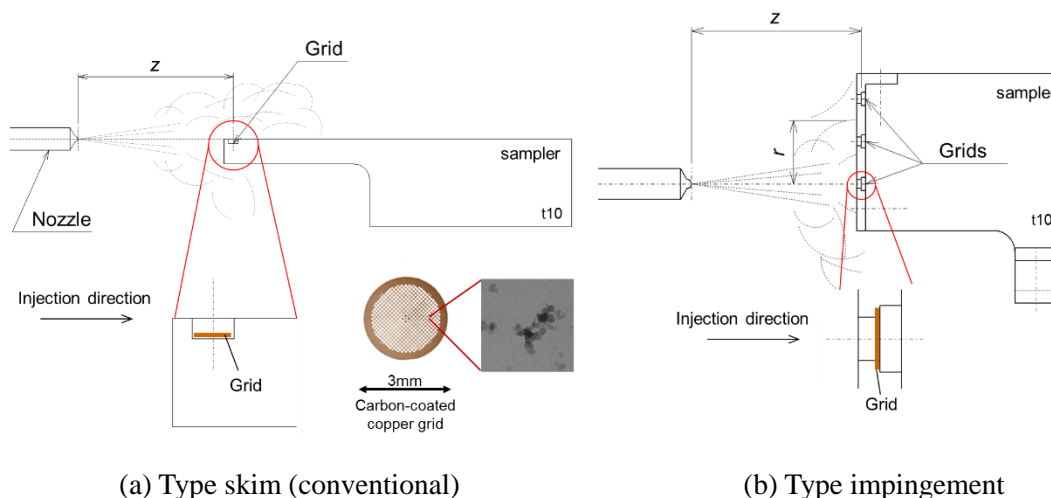 z
Grid
sampler
t10
Nozzle
Injection direction
Grid
3mm
Carbon-coated
copper grid
(a) Type skim (conventional)
z
sampler
r
Grids
t10
Injection direction
Grid
(b) Type impingement